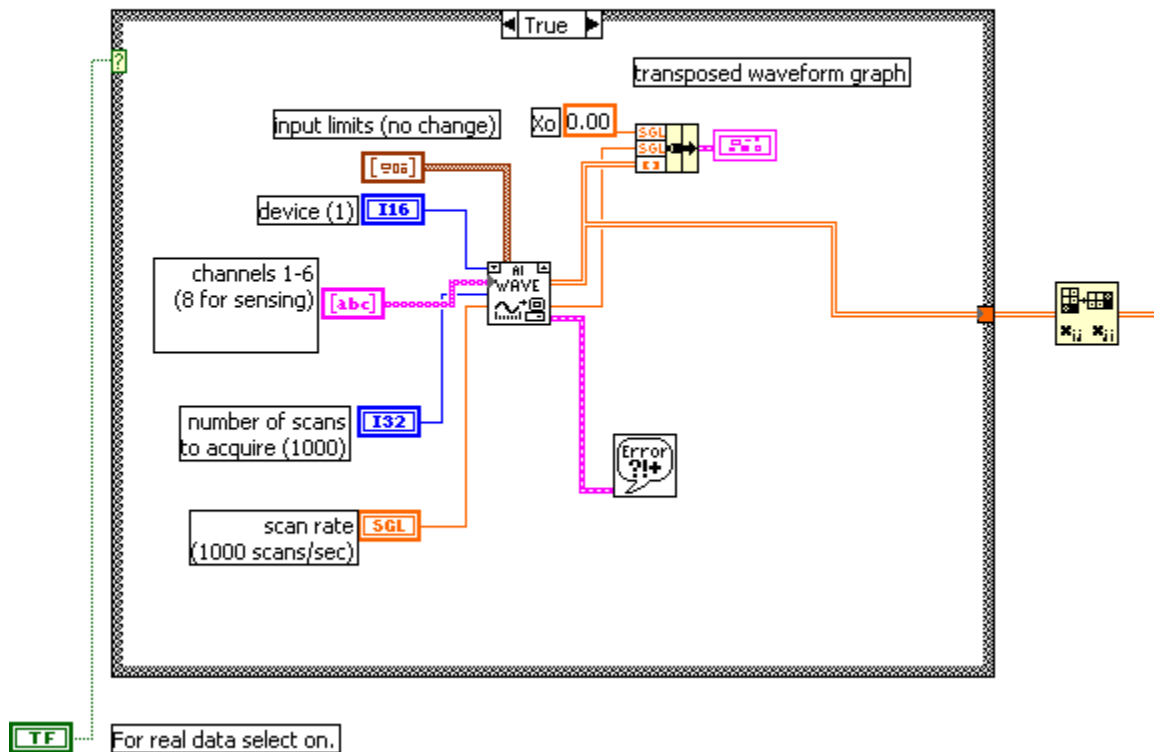 True
?
transposed waveform graph
Xo 0.00
input limits (no change)
SGL
SGL
device (1) I16
AI
WAVE
channels 1-6
(8 for sensing)
[abc]
number of scans
to acquire (1000)
I32
Error
?!+
scan rate
(1000 scans/sec)
SGL
xij xji
TF
For real data select on.